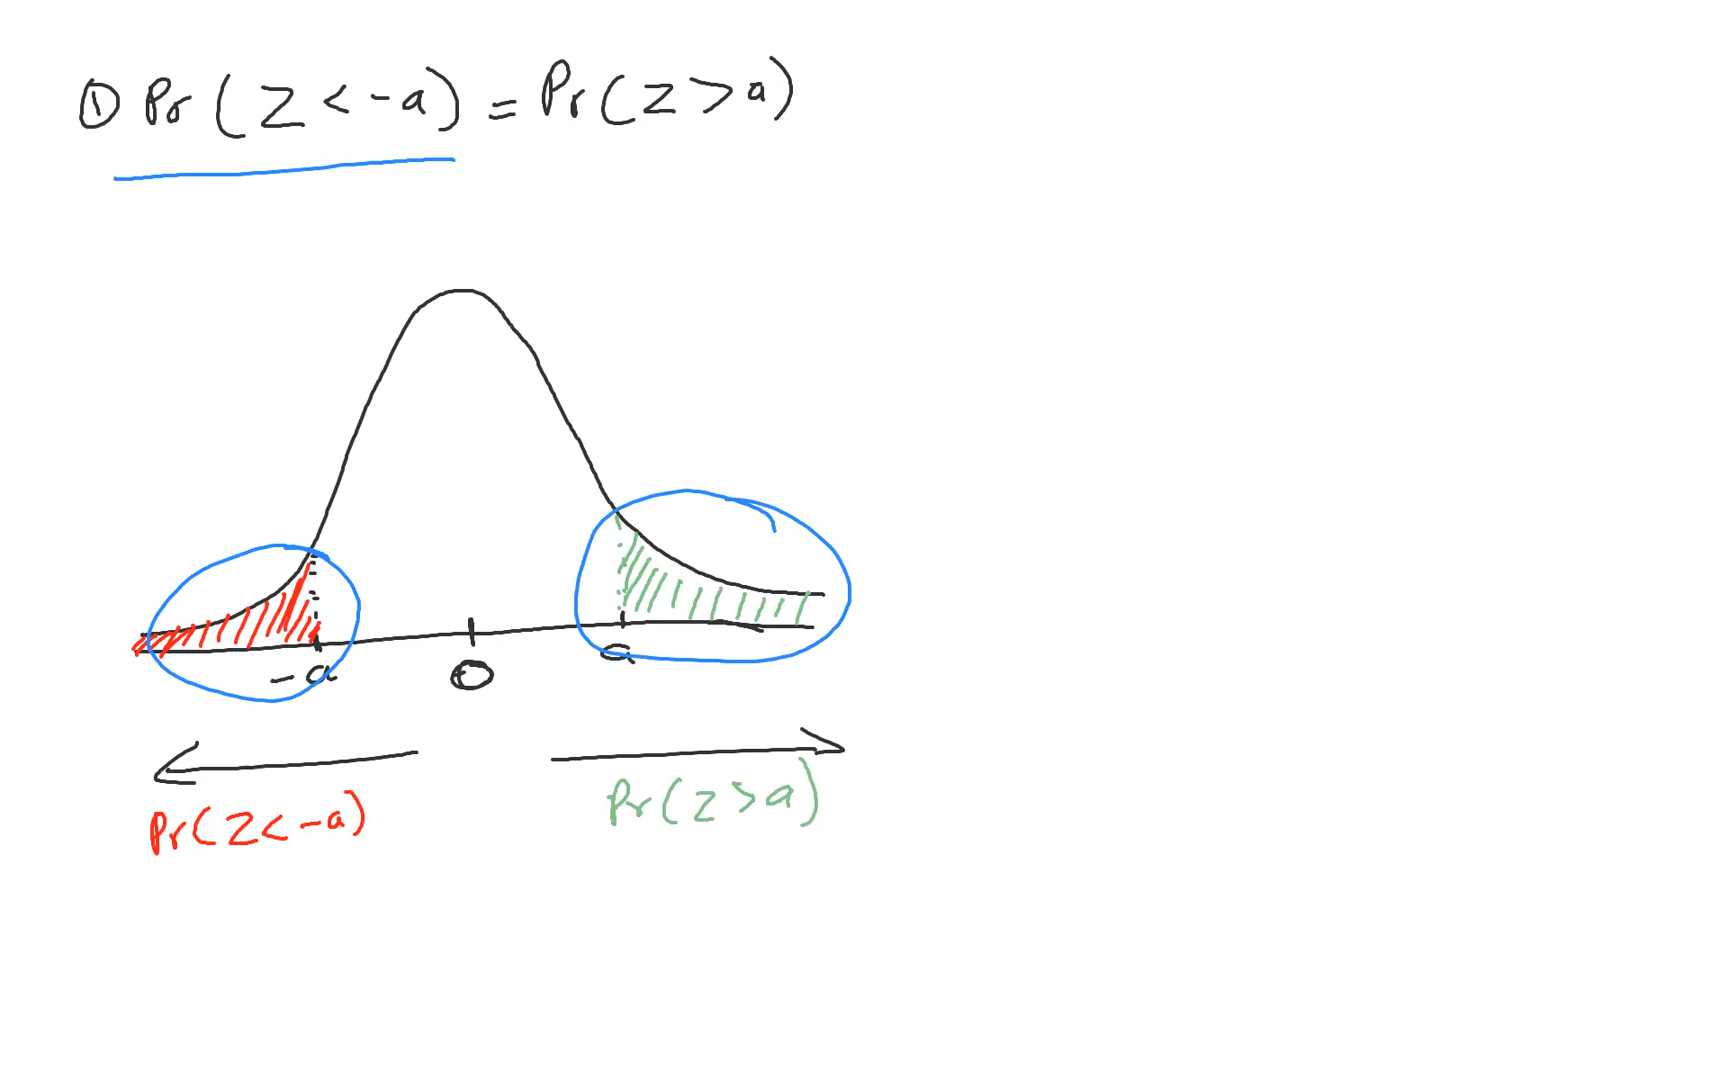 ① Pr(Z < -a) = Pr(Z > a)
-a 0 a
Pr(Z < -a) Pr(Z > a)